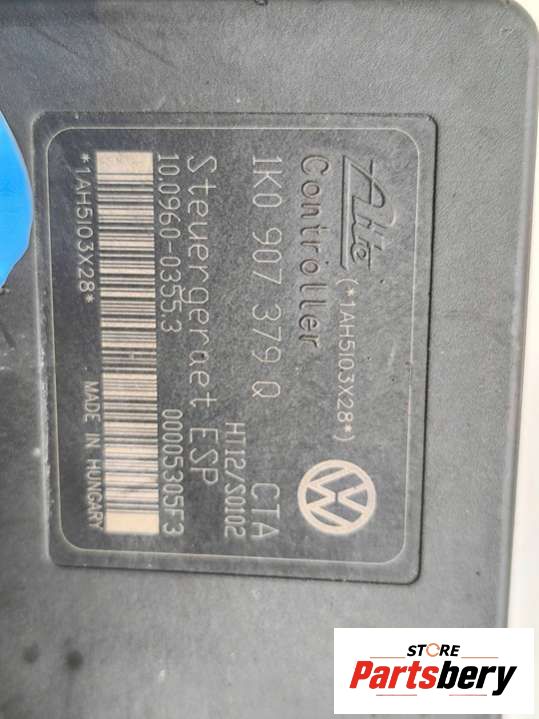 Ate (*1AH5I03X28*)
Controller
1K0 907 379 Q CTA
H112/S0102
Steuergeraet ESP
10.0960-0355.3 00005305F3
*1AH5I03X28* MADE IN HUNGARY
STORE
Partsbery